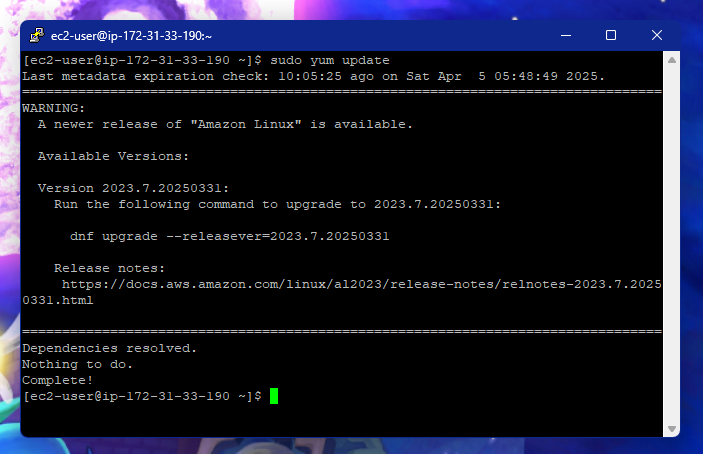 ec2-user@ip-172-31-33-190:~
[ec2-user@ip-172-31-33-190 ~]$ sudo yum update
Last metadata expiration check: 10:05:25 ago on Sat Apr  5 05:48:49 2025.
================================================================================
WARNING:
  A newer release of "Amazon Linux" is available.

  Available Versions:

  Version 2023.7.20250331:
    Run the following command to upgrade to 2023.7.20250331:

      dnf upgrade --releasever=2023.7.20250331

    Release notes:
     https://docs.aws.amazon.com/linux/al2023/release-notes/relnotes-2023.7.2025
0331.html

================================================================================
Dependencies resolved.
Nothing to do.
Complete!
[ec2-user@ip-172-31-33-190 ~]$